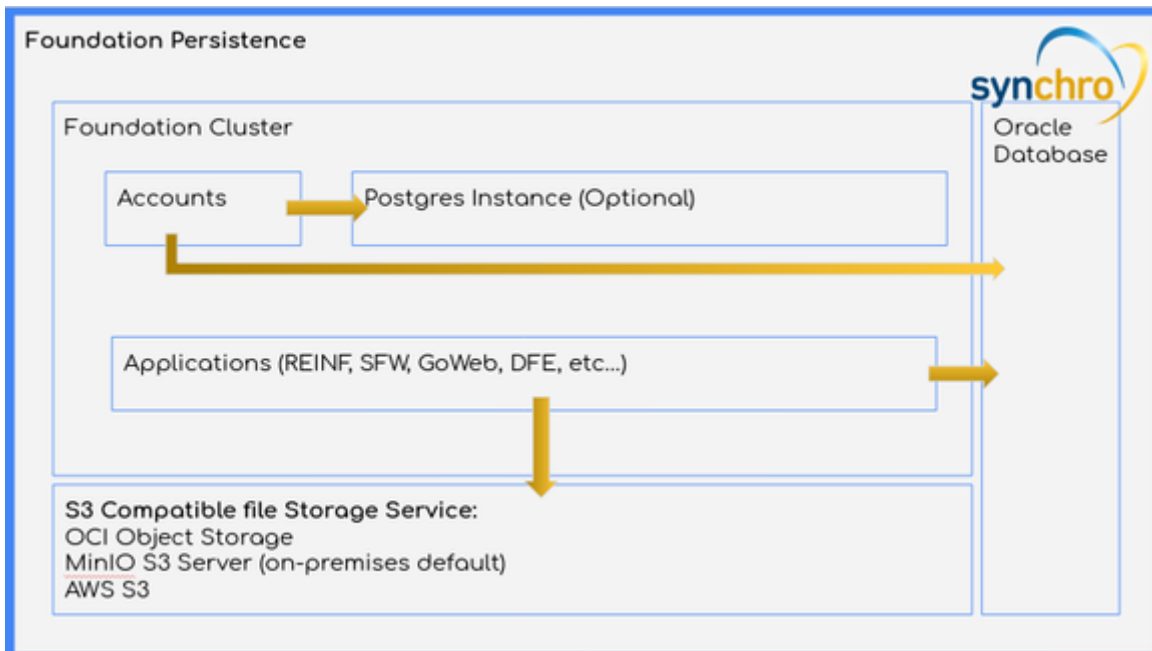 Foundation Persistence
synchro
Foundation Cluster
Oracle
Database
Accounts
Postgres Instance (Optional)
Applications (REINF, SFW, GoWeb, DFE, etc...)
S3 Compatible file Storage Service:
OCI Object Storage
MinIO S3 Server (on-premises default)
AWS S3